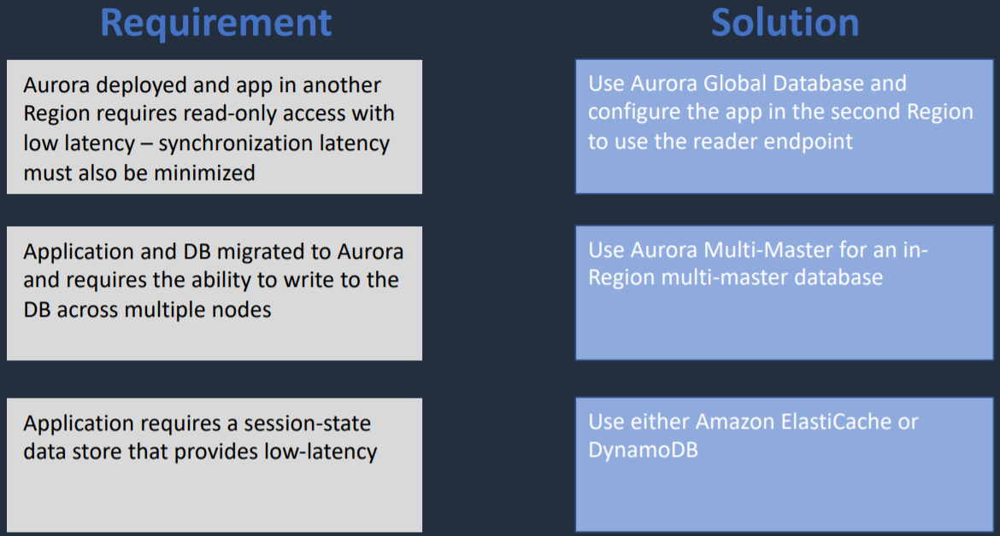 Requirement
Solution
Aurora deployed and app in another
Region requires read-only access with
low latency – synchronization latency
must also be minimized
Use Aurora Global Database and
configure the app in the second Region
to use the reader endpoint
Application and DB migrated to Aurora
and requires the ability to write to the
DB across multiple nodes
Use Aurora Multi-Master for an in-
Region multi-master database
Application requires a session-state
data store that provides low-latency
Use either Amazon ElastiCache or
DynamoDB